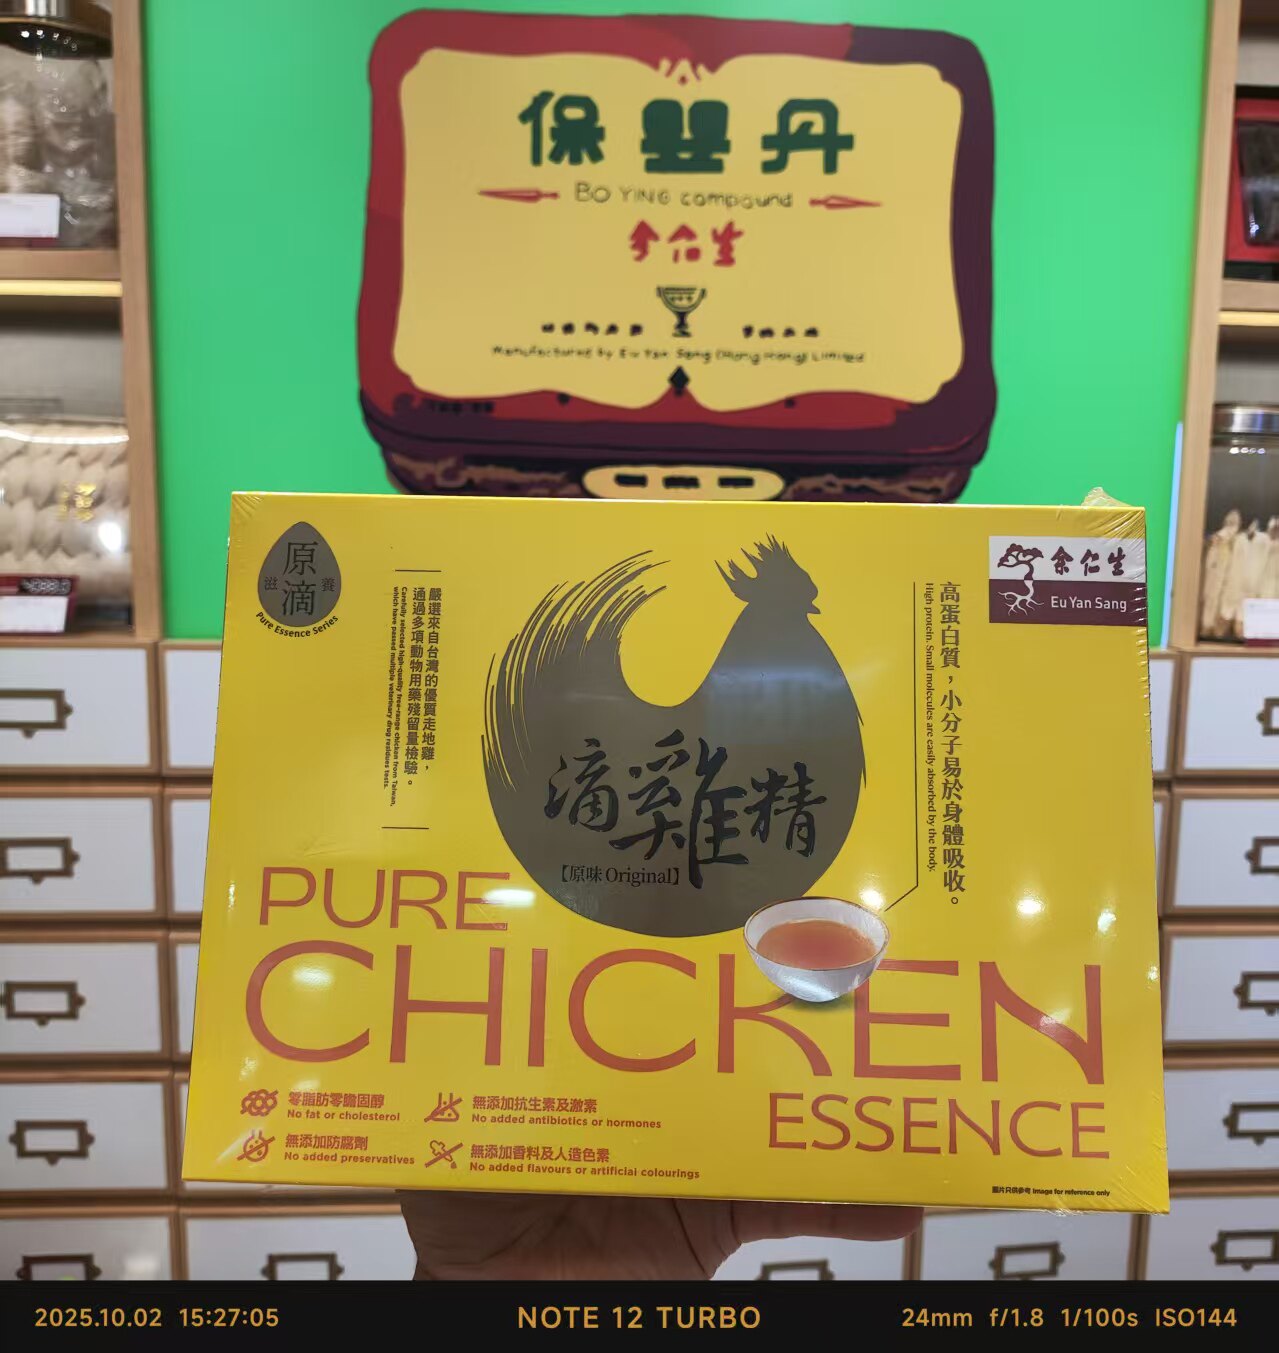 保嬰丹
BO YING compound
余仁生
Manufactured by Eu Yan Sang (Hong Kong) Limited
原滴
滋養
Pure Essence Series
嚴選來自台灣的優質走地雞，
通過多項動物用藥殘留量檢驗。
Carefully selected high-quality free-range chicken from Taiwan,
which have passed multiple veterinary drug residues tests.
高蛋白質，小分子易於身體吸收。
High protein. Small molecules are easily absorbed by the body.
余仁生
Eu Yan Sang
滴雞精
【原味 Original】
PURE
CHICKEN
ESSENCE
零脂肪零膽固醇
No fat or cholesterol
無添加抗生素及激素
No added antibiotics or hormones
無添加防腐劑
No added preservatives
無添加香料及人造色素
No added flavours or artificial colourings
圖片只供參考 Image for reference only
2025.10.02 15:27:05
NOTE 12 TURBO
24mm f/1.8 1/100s ISO144